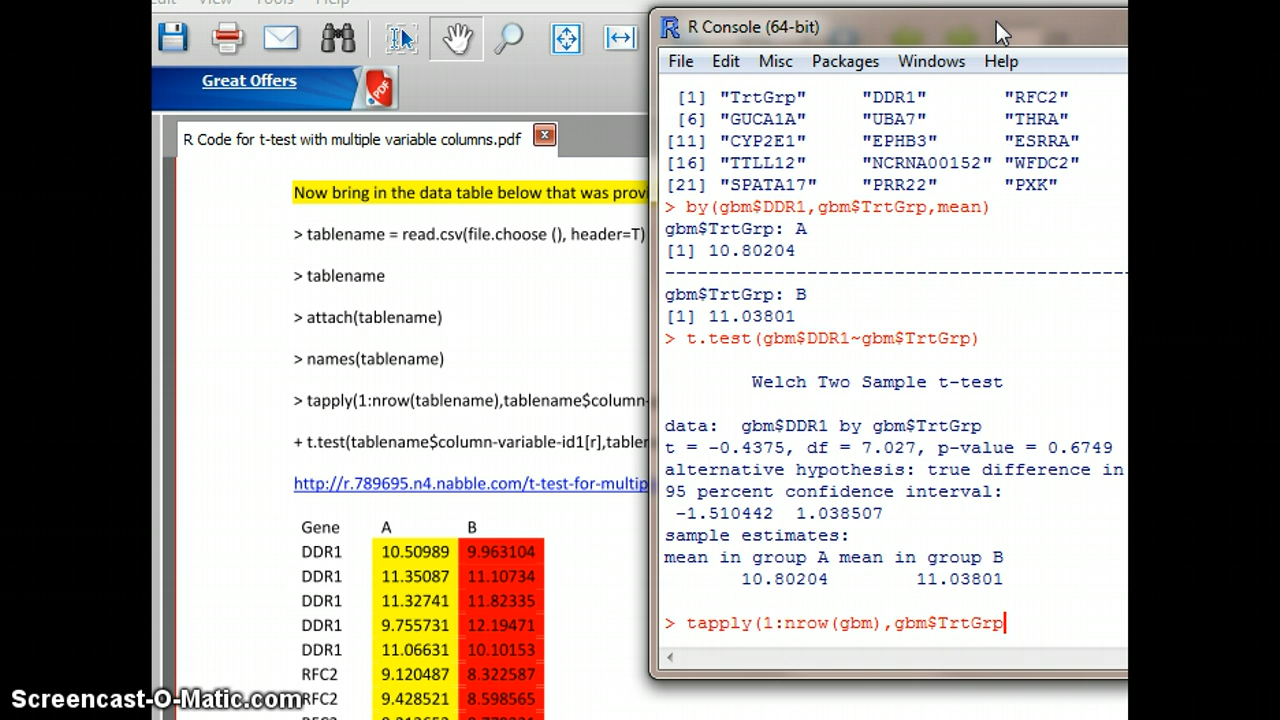 Edit View Tools Help
Great Offers
PDF
R Code for t-test with multiple variable columns.pdf
Now bring in the data table below that was provi
> tablename = read.csv(file.choose (), header=T)
> tablename
> attach(tablename)
> names(tablename)
> tapply(1:nrow(tablename),tablename$column-
+ t.test(tablename$column-variable-id1[r],tabler
http://r.789695.n4.nabble.com/t-test-for-multip
Gene A B
DDR1 10.50989 9.963104
DDR1 11.35087 11.10734
DDR1 11.32741 11.82335
DDR1 9.755731 12.19471
DDR1 11.06631 10.10153
RFC2 9.120487 8.322587
RFC2 9.428521 8.598565
R Console (64-bit)
File Edit Misc Packages Windows Help
[1] "TrtGrp" "DDR1" "RFC2"
[6] "GUCA1A" "UBA7" "THRA"
[11] "CYP2E1" "EPHB3" "ESRRA"
[16] "TTLL12" "NCRNA00152" "WFDC2"
[21] "SPATA17" "PRR22" "PXK"
> by(gbm$DDR1,gbm$TrtGrp,mean)
gbm$TrtGrp: A
[1] 10.80204
-------------------------------------------
gbm$TrtGrp: B
[1] 11.03801
> t.test(gbm$DDR1~gbm$TrtGrp)
Welch Two Sample t-test
data: gbm$DDR1 by gbm$TrtGrp
t = -0.4375, df = 7.027, p-value = 0.6749
alternative hypothesis: true difference in
95 percent confidence interval:
-1.510442 1.038507
sample estimates:
mean in group A mean in group B
10.80204 11.03801
> tapply(1:nrow(gbm),gbm$TrtGrp
Screencast-O-Matic.com